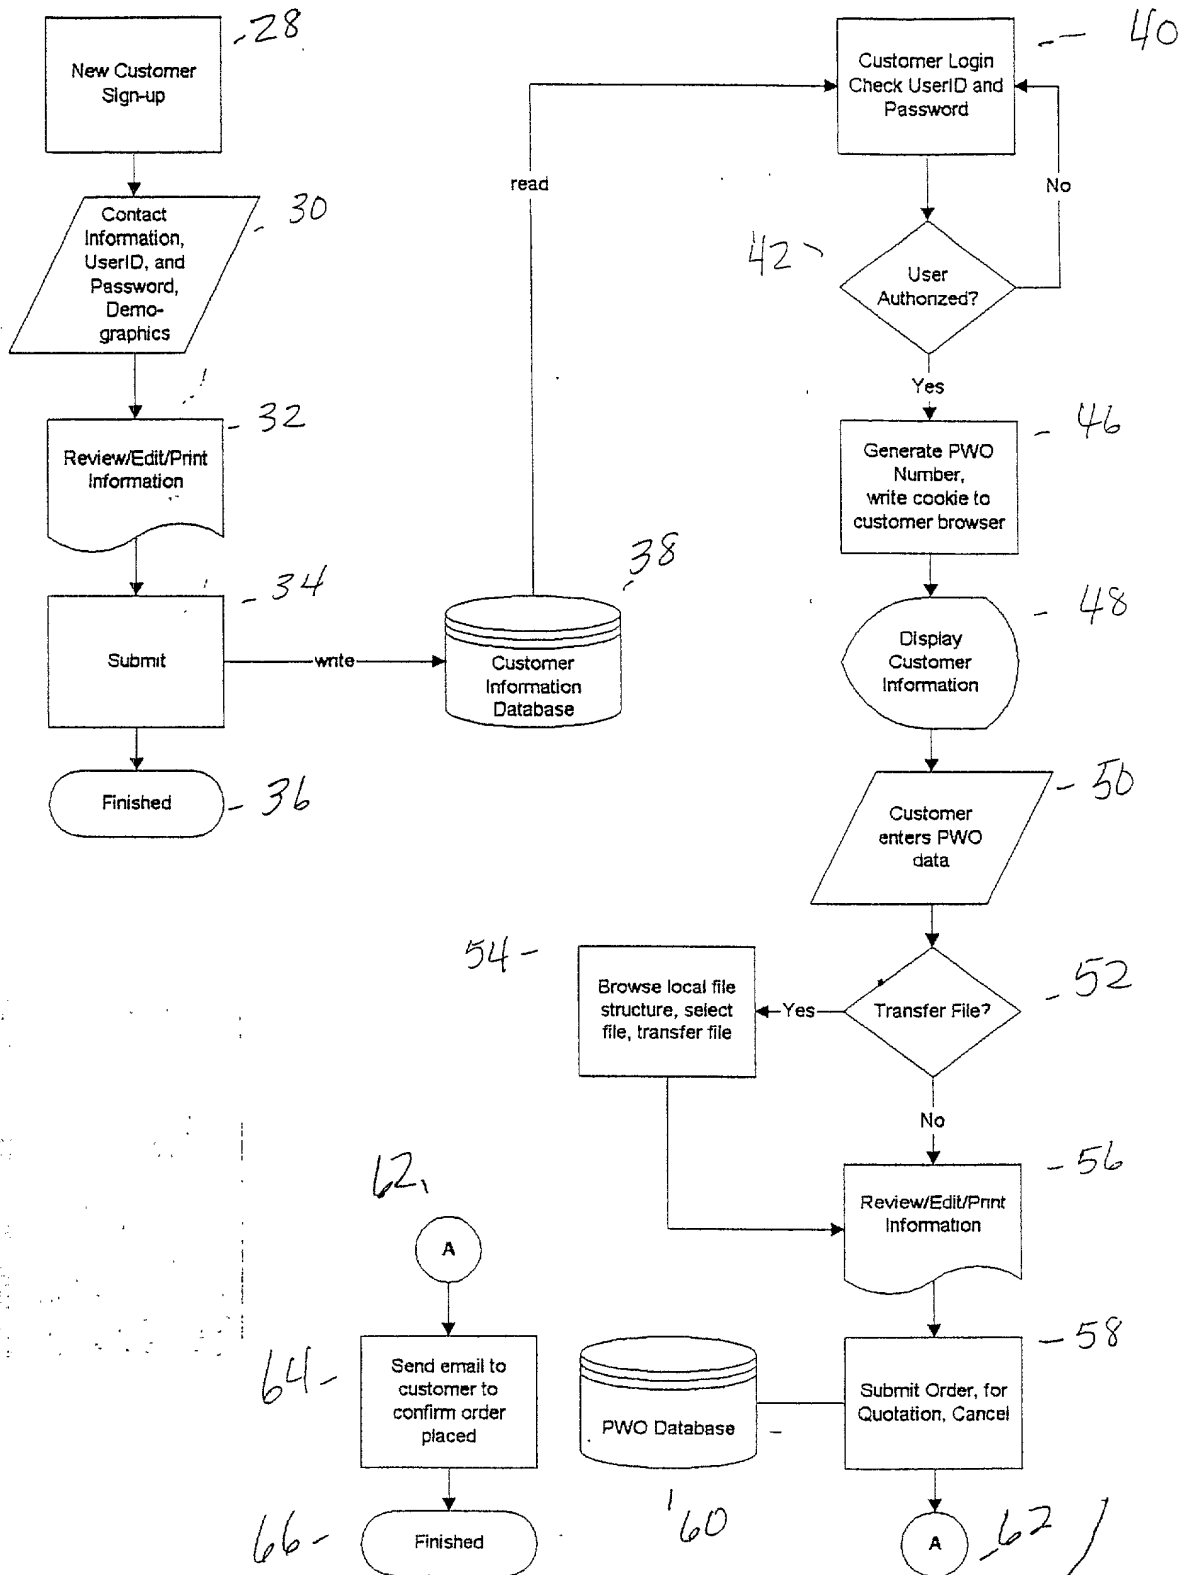 New Customer
Sign-up
28
Contact
Information,
UserID, and
Password,
Demo-
graphics
30
Review/Edit/Print
Information
32
Submit
34
write
Finished
36
Customer
Information
Database
38
read
Customer Login
Check UserID and
Password
40
No
User
Authorized?
42
Yes
Generate PWO
Number,
write cookie to
customer browser
46
Display
Customer
Information
48
Customer
enters PWO
data
50
Transfer File?
52
Yes
Browse local file
structure, select
file, transfer file
54
No
Review/Edit/Print
Information
56
Submit Order, for
Quotation, Cancel
58
PWO Database
60
A
62
62
A
Send email to
customer to
confirm order
placed
64
Finished
66